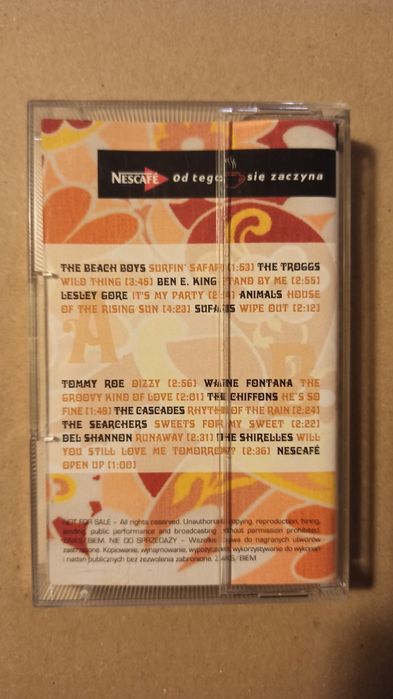 NESCAFÉ Od tego się zaczyna
THE BEACH BOYS SURFIN' SAFARI [1:53] THE TROGGS
WILD THING [3:45] BEN E. KING STAND BY ME [2:55]
LESLEY GORE IT'S MY PARTY [2:] ANIMALS HOUSE
OF THE RISING SUN [4:23] SUFARIS WIPE OUT [2:12]
A
TOMMY ROE DIZZY [2:56] WAYNE FONTANA THE
GROOVY KIND OF LOVE [2:01] THE CHIFFONS HE'S SO
FINE [1:48] THE CASCADES RHYTHM OF THE RAIN [2:24]
THE SEARCHERS SWEETS FOR MY SWEET [2:22]
DEL SHANNON RUNAWAY [2:31] THE SHIRELLES WILL
YOU STILL LOVE ME TOMORROW? [2:36] NESCAFÉ
OPEN UP [1:00]
NOT FOR SALE – All rights reserved. Unauthorized copying, reproduction, hiring,
lending, public performance and broadcasting without permission prohibited.
ZAIKS/BIEM. NIE DO SPRZEDAŻY – Wszelkie prawa do nagranych utworów
zastrzeżone. Kopiowanie, wynajmowanie, wypożyczanie, wykorzystywanie do wykonań
i nadań publicznych bez zezwolenia zabronione. ZAIKS/BIEM